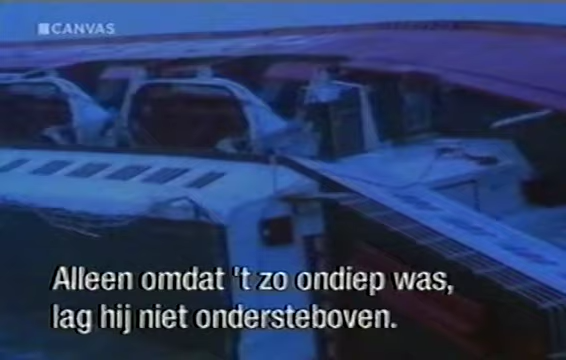 CANVAS
Alleen omdat 't zo ondiep was,
lag hij niet ondersteboven.